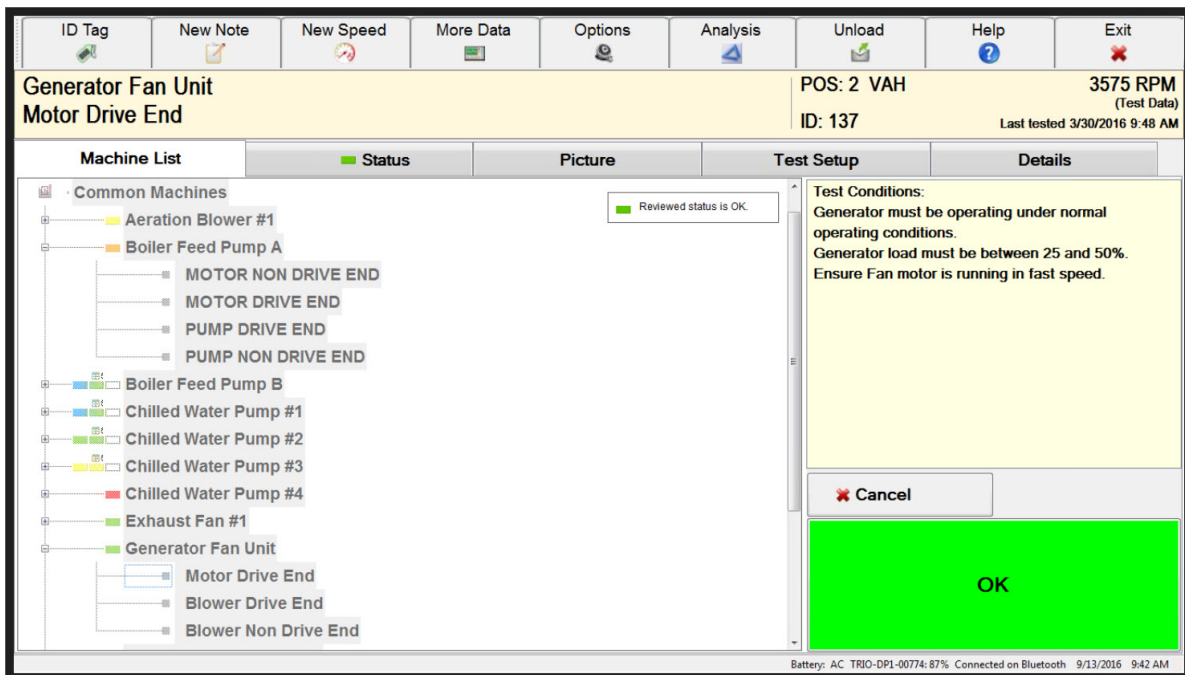 ID Tag
New Note
New Speed
More Data
Options
Analysis
Unload
Help
Exit
Generator Fan Unit
Motor Drive End
POS: 2 VAH
ID: 137
3575 RPM
(Test Data)
Last tested 3/30/2016 9:48 AM
Machine List
Status
Picture
Test Setup
Details
Common Machines
Aeration Blower #1
Boiler Feed Pump A
MOTOR NON DRIVE END
MOTOR DRIVE END
PUMP DRIVE END
PUMP NON DRIVE END
Boiler Feed Pump B
Chilled Water Pump #1
Chilled Water Pump #2
Chilled Water Pump #3
Chilled Water Pump #4
Exhaust Fan #1
Generator Fan Unit
Motor Drive End
Blower Drive End
Blower Non Drive End
Reviewed status is OK.
Test Conditions:
Generator must be operating under normal
operating conditions.
Generator load must be between 25 and 50%.
Ensure Fan motor is running in fast speed.
Cancel
OK
Battery: AC TRIO-DP1-00774: 87% Connected on Bluetooth 9/13/2016 9:42 AM